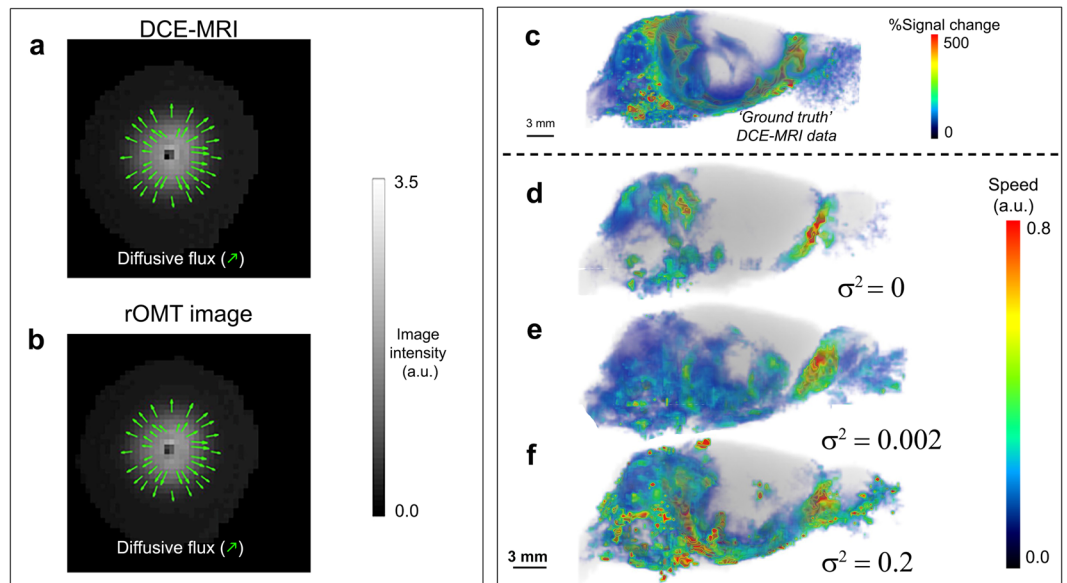 a
DCE-MRI
Diffusive flux (↗)
b
rOMT image
Diffusive flux (↗)
3.5
Image
intensity
(a.u.)
0.0
c
%Signal change
500
0
3 mm
‘Ground truth’
DCE-MRI data
d
σ² = 0
e
σ² = 0.002
f
σ² = 0.2
3 mm
Speed
(a.u.)
0.8
0.0